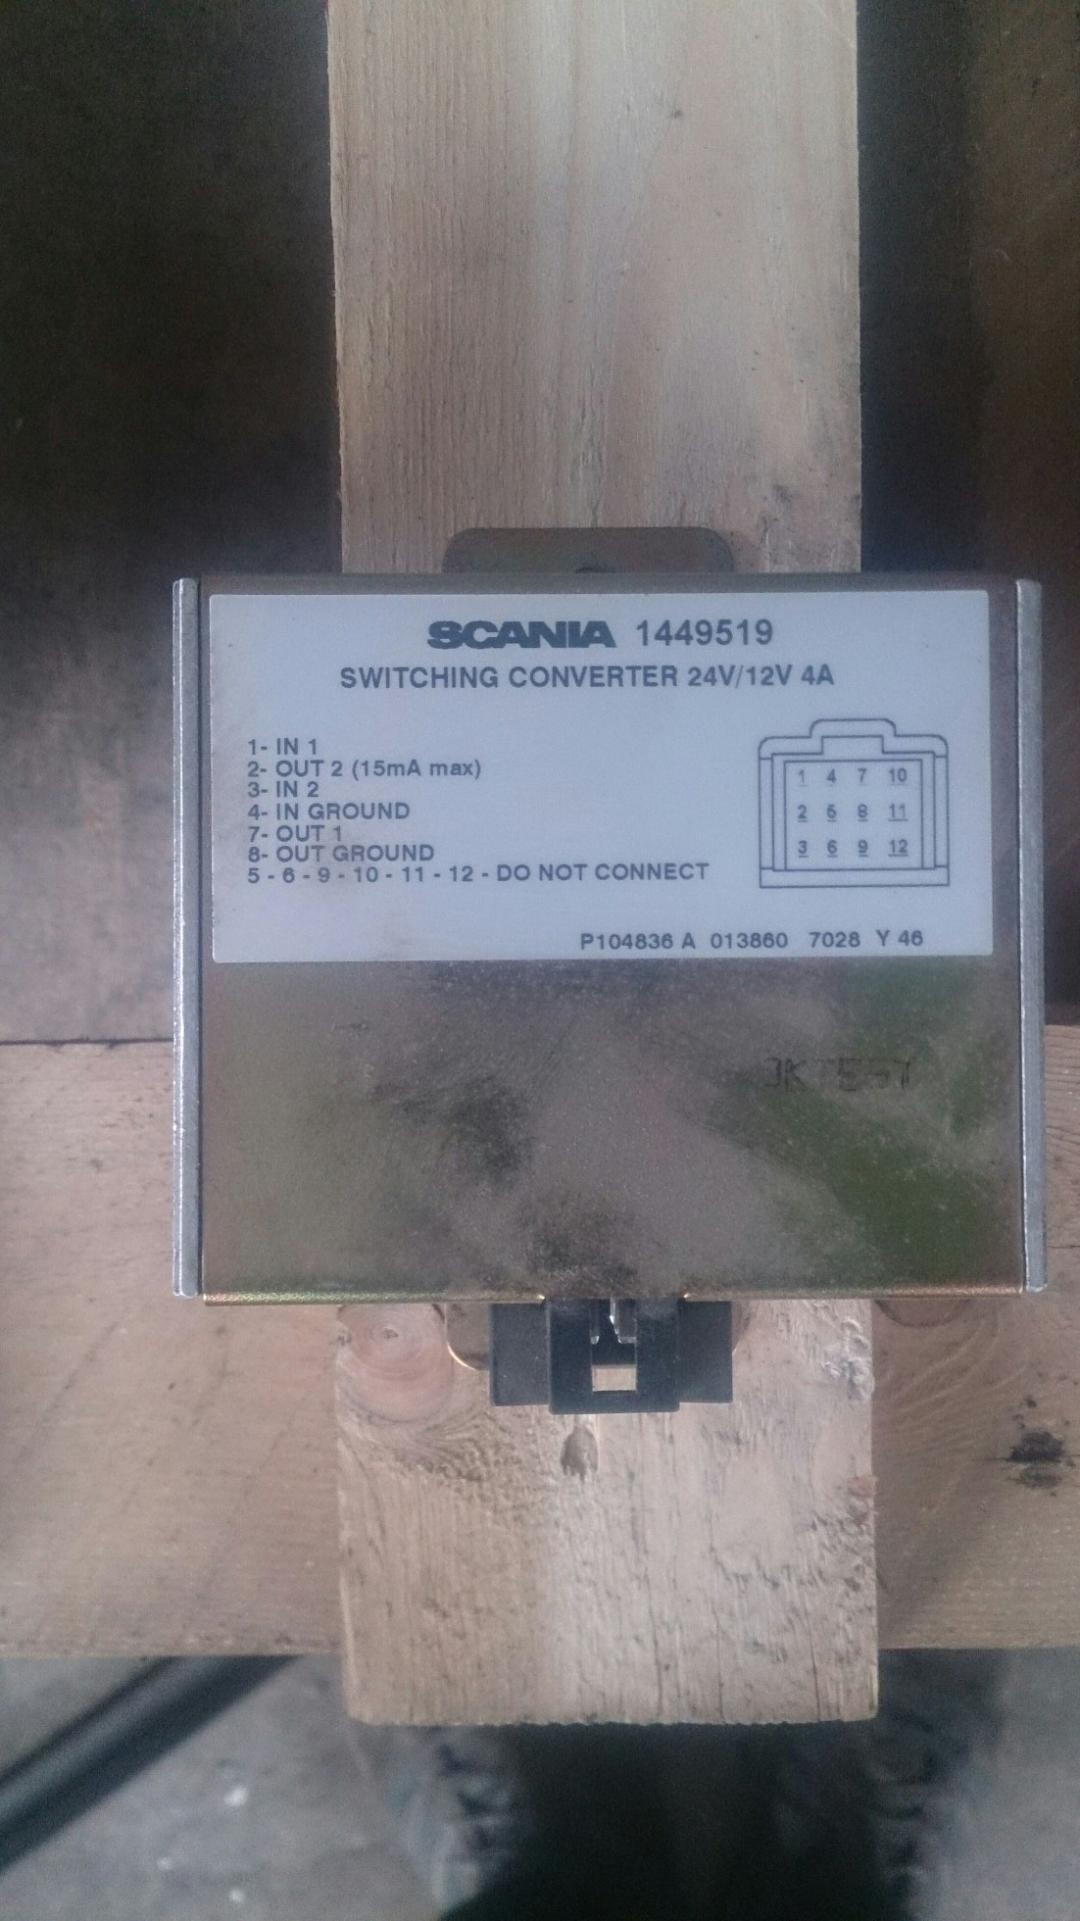 SCANIA 1449519
SWITCHING CONVERTER 24V/12V 4A
1- IN 1
2- OUT 2 (15mA max)
3- IN 2
4- IN GROUND
7- OUT 1
8- OUT GROUND
5 - 6 - 9 - 10 - 11 - 12 - DO NOT CONNECT
1 4 7 10
2 5 8 11
3 6 9 12
P104836 A 013860 7028 Y 46